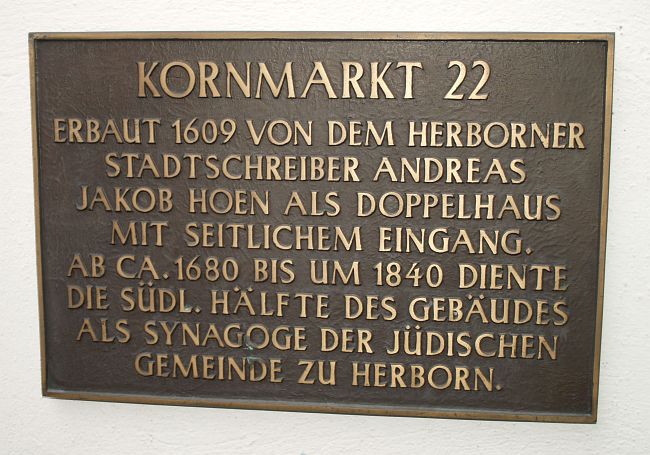 KORNMARKT 22
ERBAUT 1609 VON DEM HERBORNER
STADTSCHREIBER ANDREAS
JAKOB HOEN ALS DOPPELHAUS
MIT SEITLICHEM EINGANG.
AB CA. 1680 BIS UM 1840 DIENTE
DIE SÜDL. HÄLFTE DES GEBÄUDES
ALS SYNAGOGE DER JÜDISCHEN
GEMEINDE ZU HERBORN.